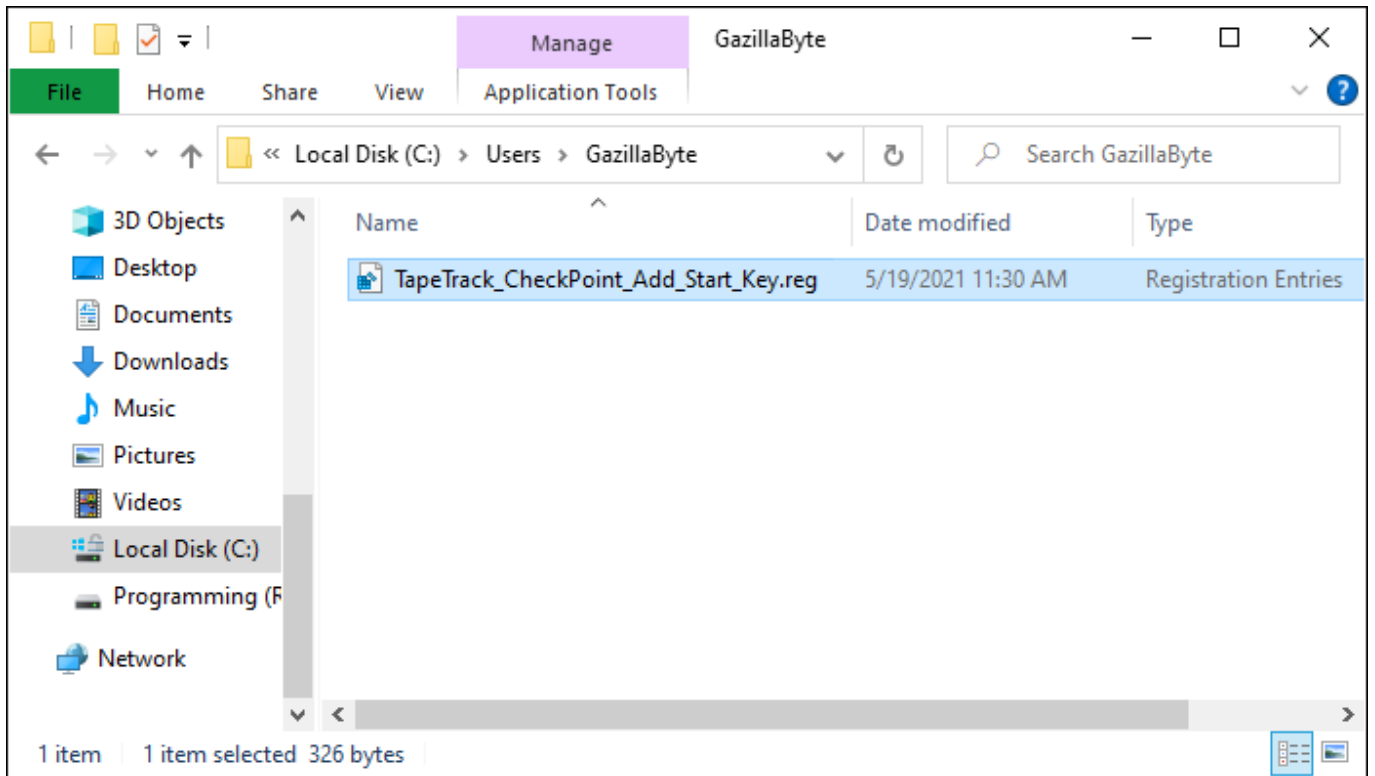 Manage GazillaByte
File Home Share View Application Tools ?
« Local Disk (C:) > Users > GazillaByte Search GazillaByte
3D Objects
Desktop
Documents
Downloads
Music
Pictures
Videos
Local Disk (C:)
Programming (R
Network
Name Date modified Type
TapeTrack_CheckPoint_Add_Start_Key.reg 5/19/2021 11:30 AM Registration Entries
1 item 1 item selected 326 bytes